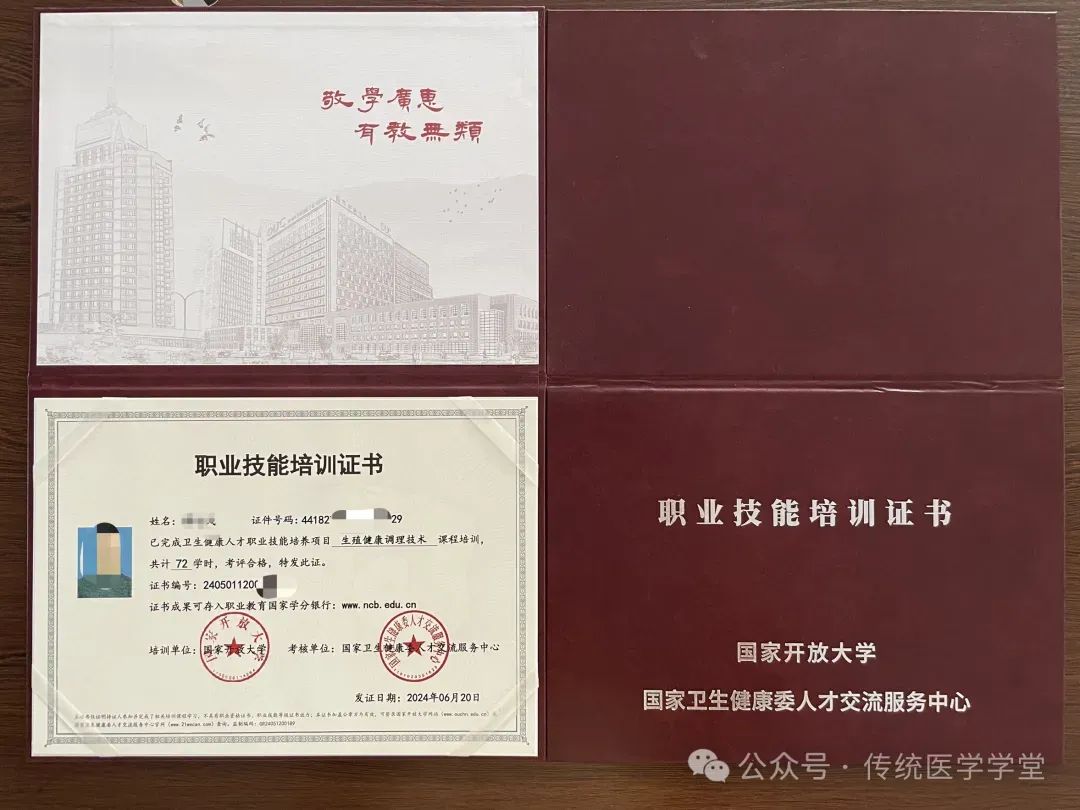 敬學廣惠
有教無類
职业技能培训证书
姓名： 证件号码：44182 29
已完成卫生健康人才职业技能培养项目 生殖健康调理技术 课程培训，
共计 72 学时，考评合格，特发此证。
证书编号：2405011200
证书成果可存入职业教育国家学分银行：www.ncb.edu.cn
培训单位：国家开放大学 考核单位：国家卫生健康委人才交流服务中心
发证日期：2024年06月20日
职业技能培训证书
国家开放大学
国家卫生健康委人才交流服务中心
公众号·传统医学学堂